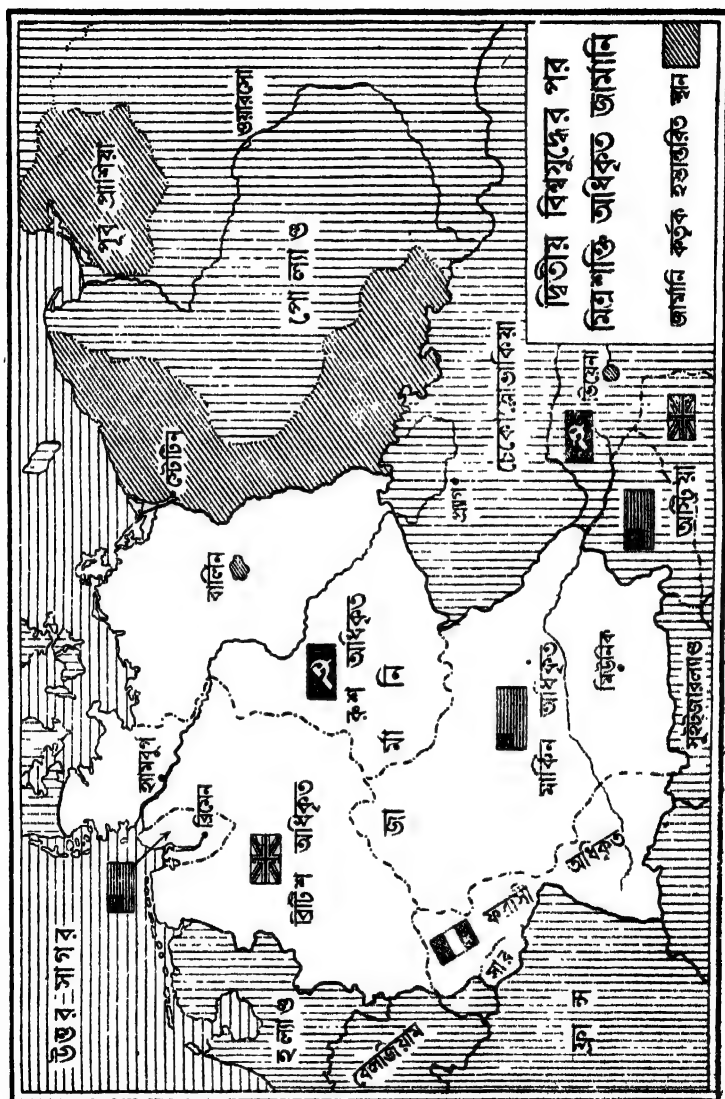 দ্বিতীয় বিশ্বযুদ্ধের পর
মিত্রশক্তি অধিকৃত জার্মানি
জার্মানি কর্তৃক হস্তান্তরিত স্থান
উত্তর-সাগর
পূর্ব প্রাশিয়া
ওয়ারসো
পোল্যাণ্ড
স্টেটিন
বার্লিন
হামবুর্গ
ব্রিমেন
হল্যাণ্ড
ব্রিটিশ অধিকৃত
রুশ অধিকৃত
জার্মানি
বেলজিয়াম
প্রাগ
চেকোশ্লোভাকিয়া
ফরাসী
অধিকৃত
সার
মার্কিন অধিকৃত
মিউনিক
ভিয়েনা
অস্ট্রিয়া
ফ্রান্স
সুইটজারল্যাণ্ড